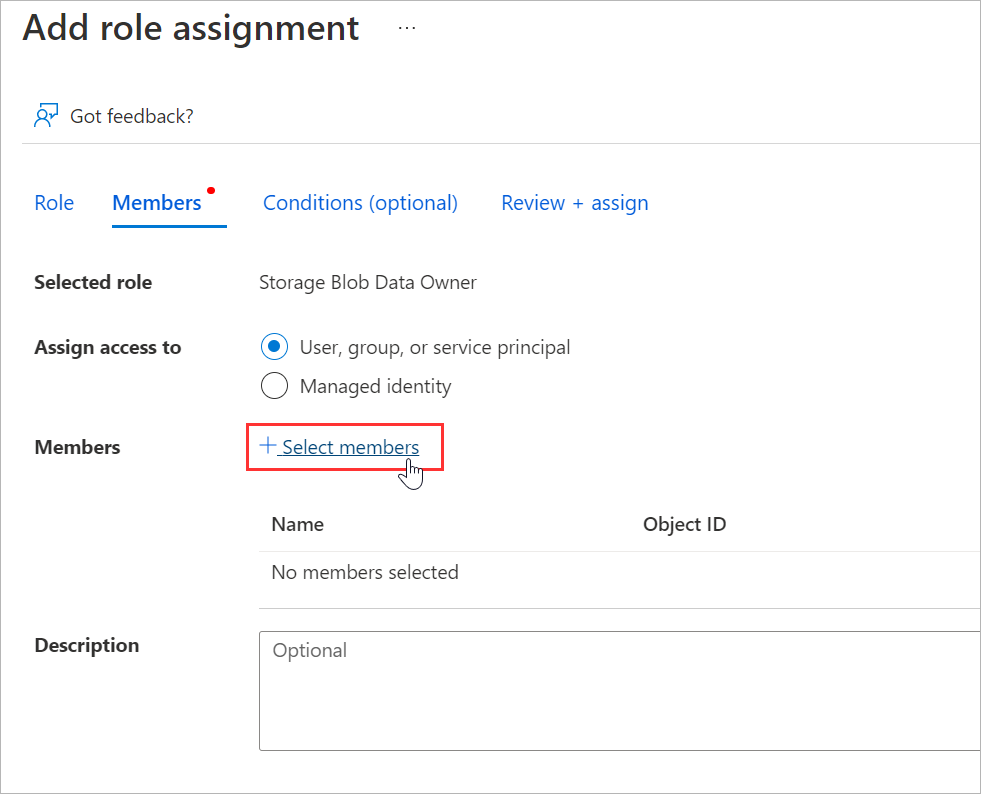 Add role assignment ...
Got feedback?
Role Members Conditions (optional) Review + assign
Selected role Storage Blob Data Owner
Assign access to User, group, or service principal
Managed identity
Members + Select members
Name Object ID
No members selected
Description Optional